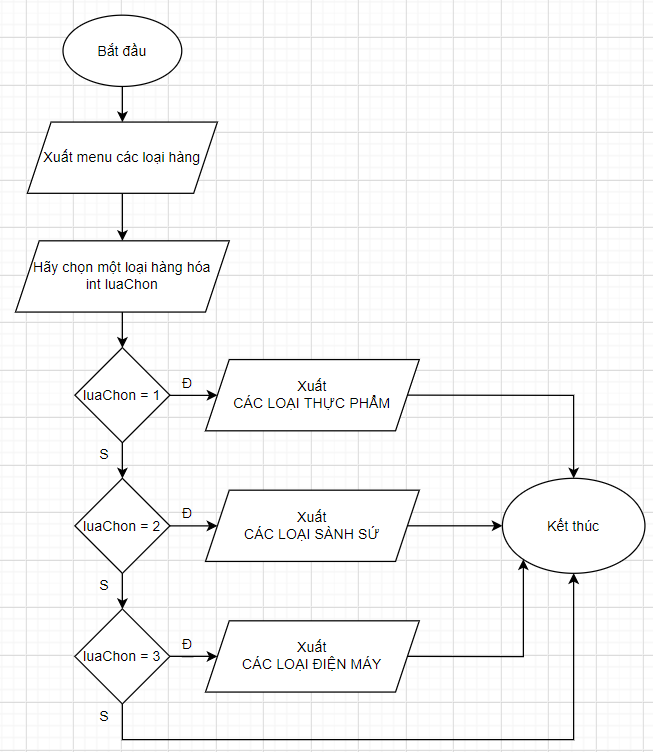 Bắt đầu
Xuất menu các loại hàng
Hãy chọn một loại hàng hóa
int luaChon
luaChon = 1
Đ
Xuất
CÁC LOẠI THỰC PHẨM
S
luaChon = 2
Đ
Xuất
CÁC LOẠI SẢNH SỨ
Kết thúc
S
luaChon = 3
Đ
Xuất
CÁC LOẠI ĐIỆN MÁY
S